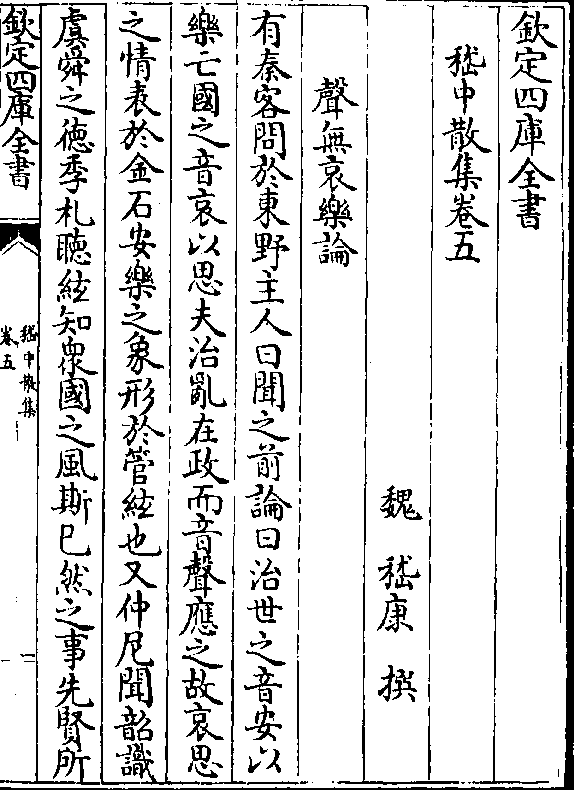 欽定四庫全書
嵇中散集卷五
魏 嵇康 撰
聲無哀樂論
有秦客問於東野主人曰聞之前論曰治世之音安以
樂亡國之音哀以思夫治亂在政而音聲應之故哀思
之情表於金石安樂之象形於管絃也又仲尼聞韶識
虞舜之德季札聴絃知衆國之風斯已然之事先賢所
欽定四庫全書
嵇中散集
卷五
一